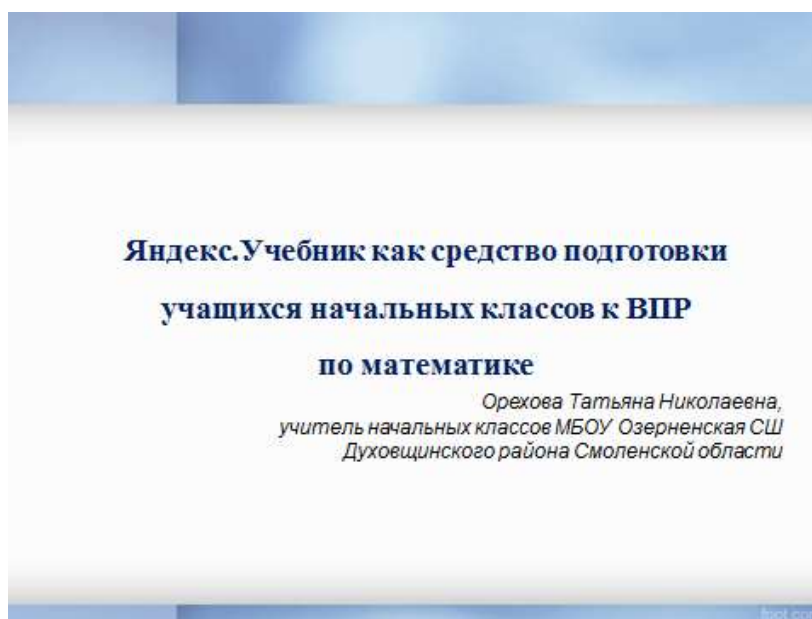 Яндекс.Учебник как средство подготовки
учащихся начальных классов к ВПР
по математике
Орехова Татьяна Николаевна,
учитель начальных классов МБОУ Озерненская СШ
Духовщинского района Смоленской области